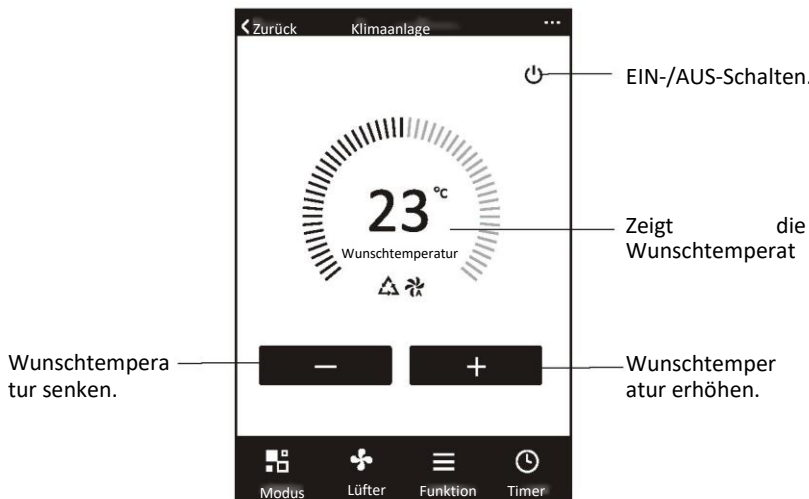 Zurück Klimaanlage ...
EIN-/AUS-Schalten.
23 °C
Wunschtemperatur
A
Zeigt die
Wunschtemperat
Wunschtempera
tur senken.
−
+
Wunschtemper
atur erhöhen.
Modus Lüfter Funktion Timer